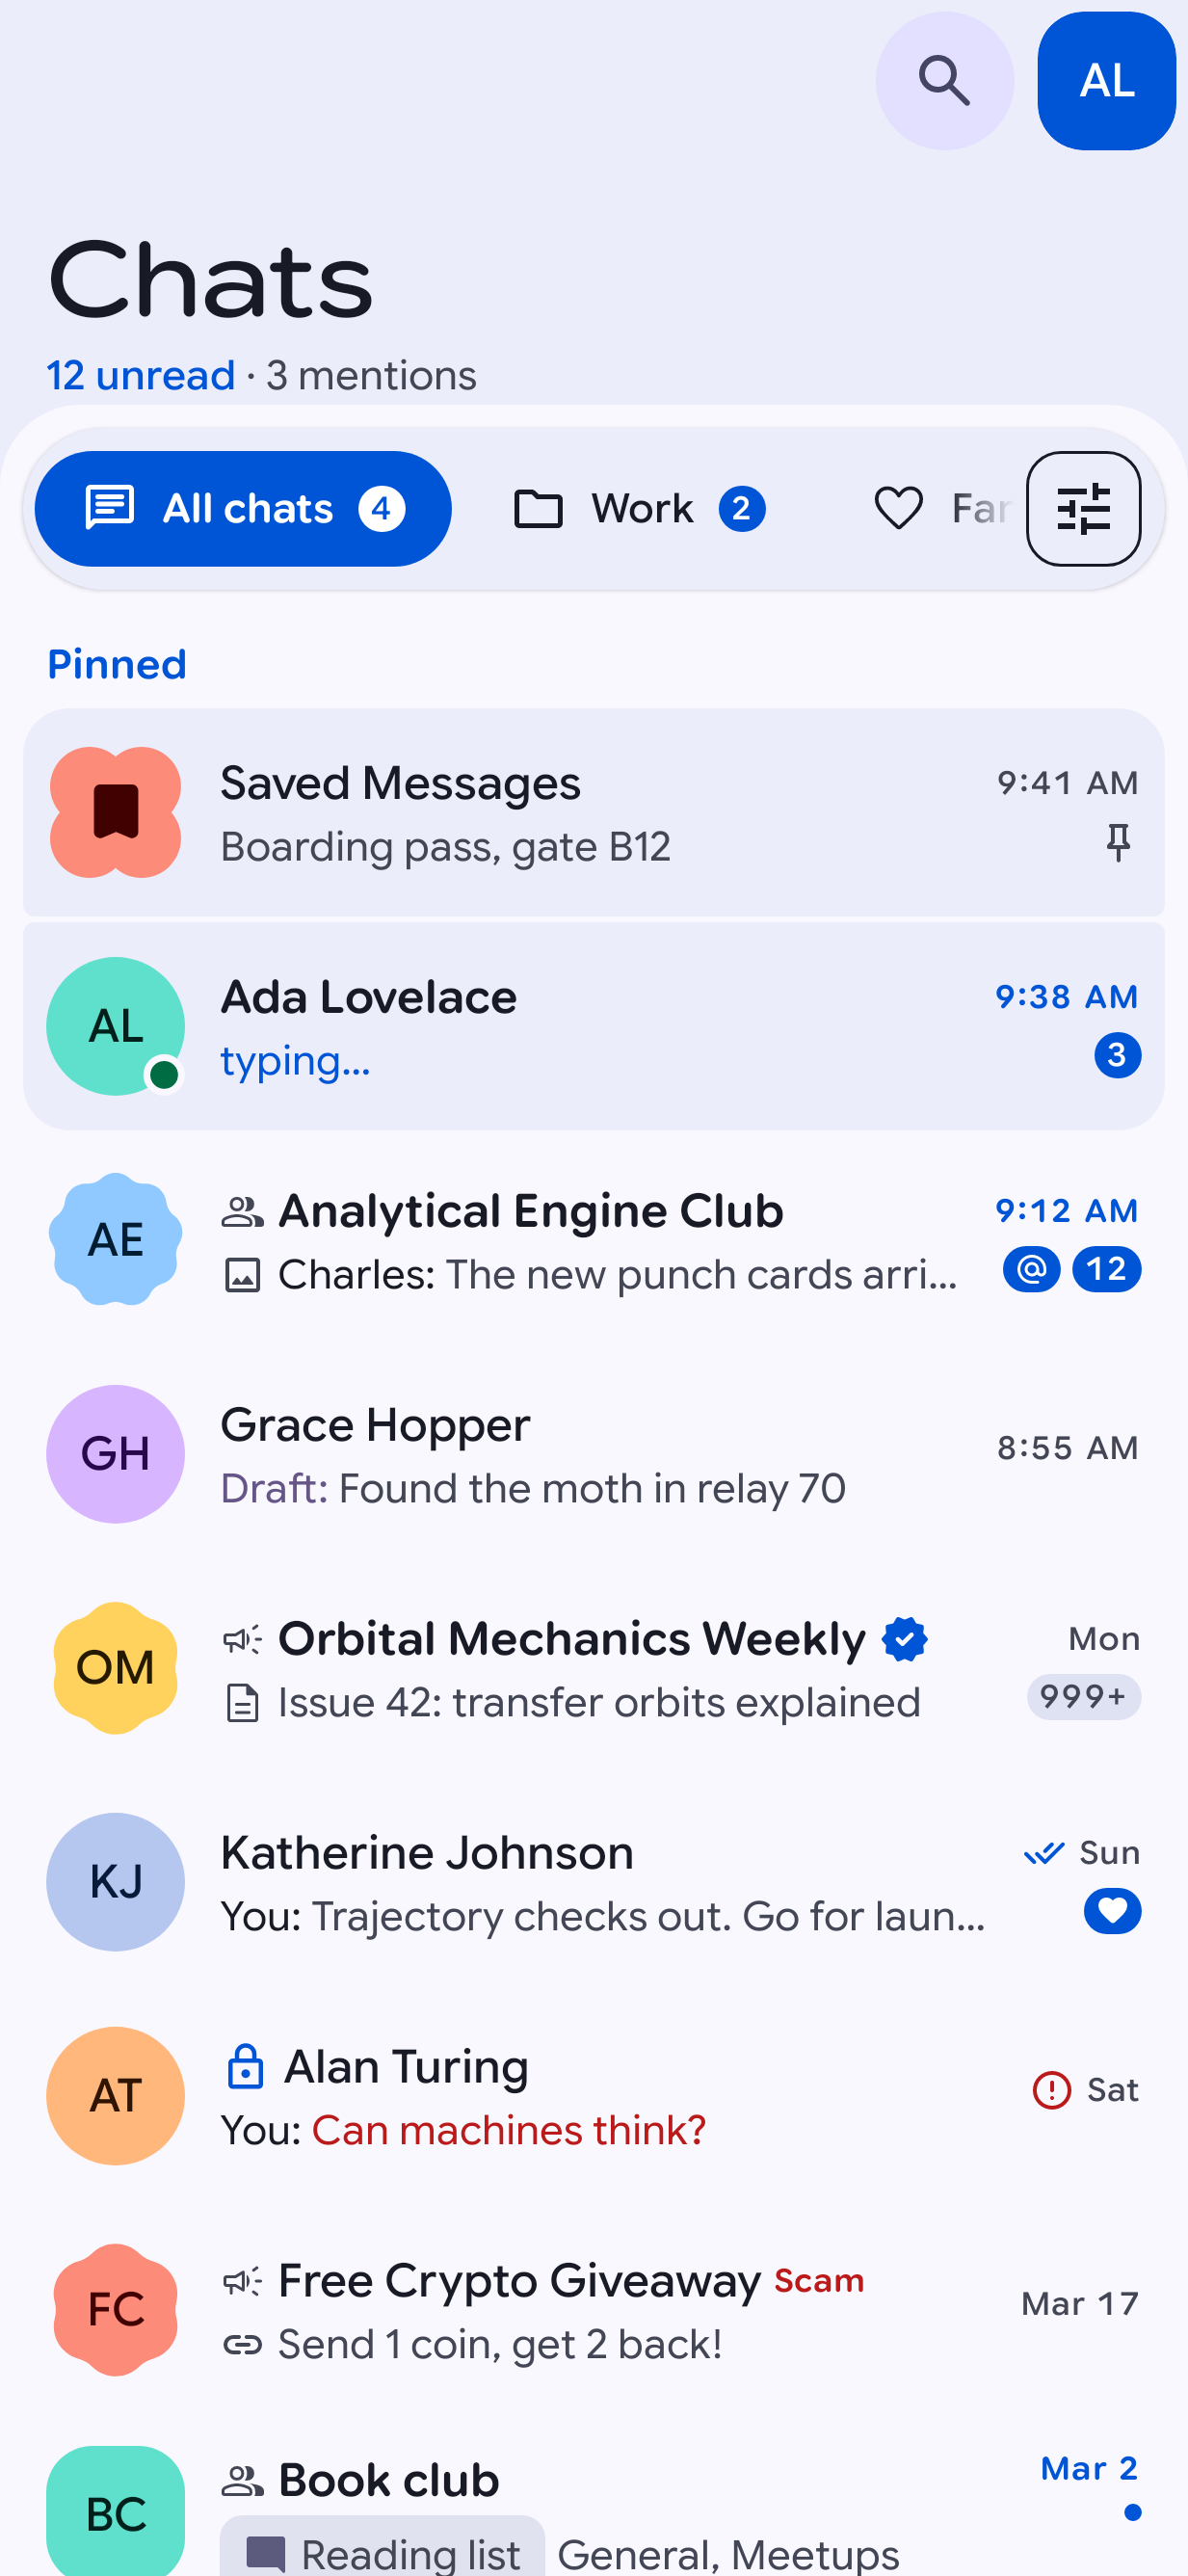 AL
Chats
12 unread · 3 mentions
All chats 4 Work 2
Pinned
Saved Messages 9:41 AM
Boarding pass, gate B12
AL Ada Lovelace 9:38 AM
typing... 3
AE Analytical Engine Club 9:12 AM
Charles: The new punch cards arri... @ 12
GH Grace Hopper 8:55 AM
Draft: Found the moth in relay 70
OM Orbital Mechanics Weekly Mon
Issue 42: transfer orbits explained 999+
KJ Katherine Johnson Sun
You: Trajectory checks out. Go for laun...
AT Alan Turing Sat
You: Can machines think?
FC Free Crypto Giveaway Scam Mar 17
Send 1 coin, get 2 back!
BC Book club Mar 2
Reading list General, Meetups